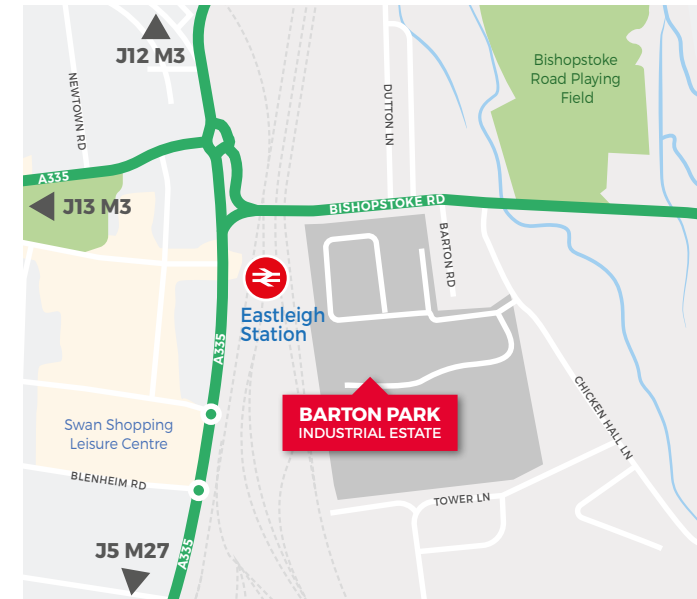 J12 M3
Bishopstoke
Road Playing
Field
NEWTOWN RD
DUTTON LN
A335
J13 M3
BISHOPSTOKE RD
BARTON RD
Eastleigh
Station
A335
BARTON PARK
INDUSTRIAL ESTATE
CHICKEN HALL LN
Swan Shopping
Leisure Centre
BLENHEIM RD
TOWER LN
J5 M27
A335